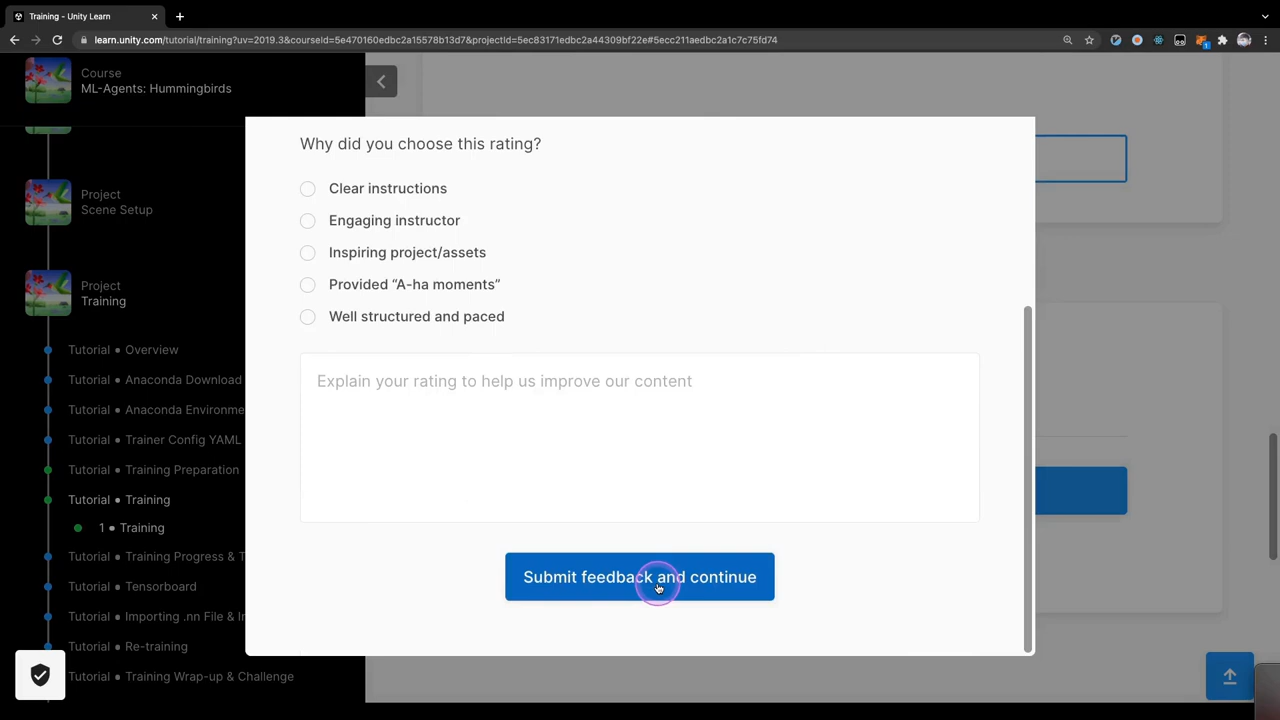 Training - Unity Learn
learn.unity.com/tutorial/training?uv=2019.3&courseId=5e470160edbc2a15578b13d7&projectId=5ec83171edbc2a44309bf22e#5ecc211aedbc2a1c7c75fd74
1
Course
ML-Agents: Hummingbirds
Project
Scene Setup
Project
Training
Tutorial • Overview
Tutorial • Anaconda Download
Tutorial • Anaconda Environme
Tutorial • Trainer Config YAML
Tutorial • Training Preparation
Tutorial • Training
1 • Training
Tutorial • Training Progress & T
Tutorial • Tensorboard
Tutorial • Importing .nn File & I
Tutorial • Re-training
Tutorial • Training Wrap-up & Challenge
Why did you choose this rating?
Clear instructions
Engaging instructor
Inspiring project/assets
Provided “A-ha moments”
Well structured and paced
Explain your rating to help us improve our content
Submit feedback and continue